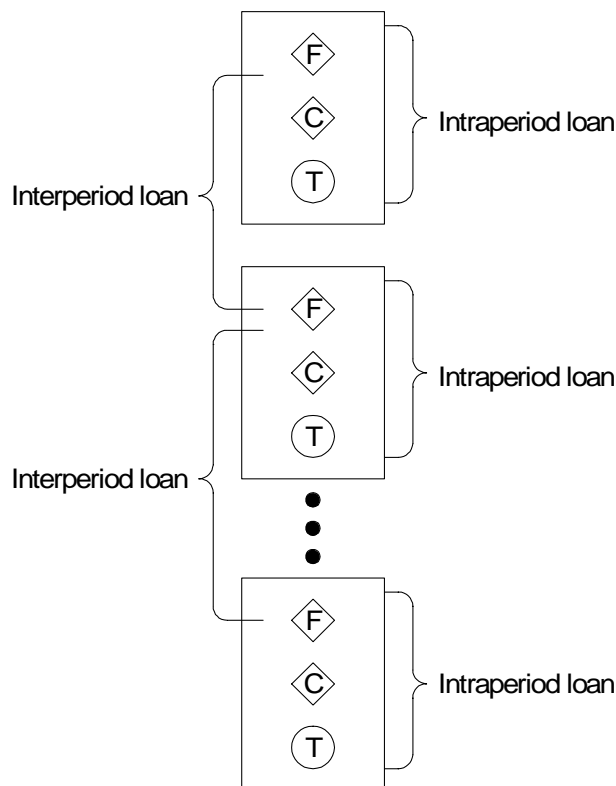 F
C
Intraperiod loan
T
Interperiod loan
F
C
Intraperiod loan
T
Interperiod loan
F
C
Intraperiod loan
T